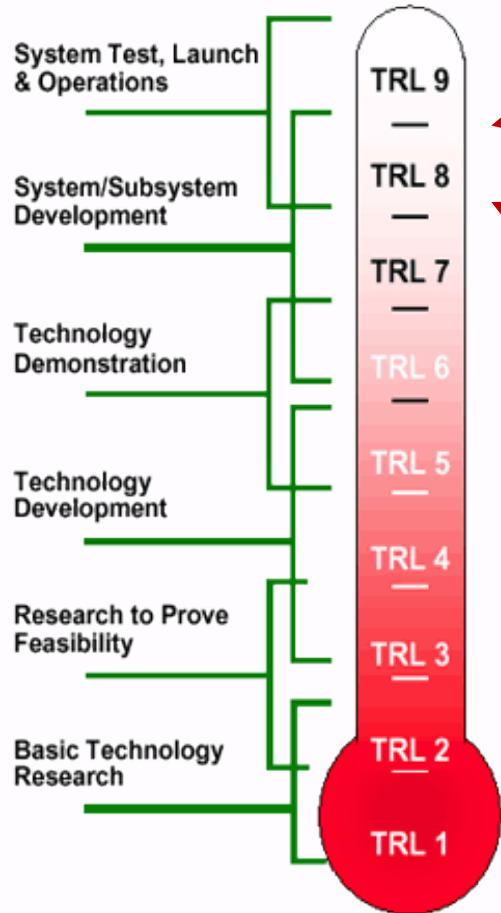 System Test, Launch
& Operations
System/Subsystem
Development
Technology
Demonstration
Technology
Development
Research to Prove
Feasibility
Basic Technology
Research
TRL 9
TRL 8
TRL 7
TRL 6
TRL 5
TRL 4
TRL 3
TRL 2
TRL 1